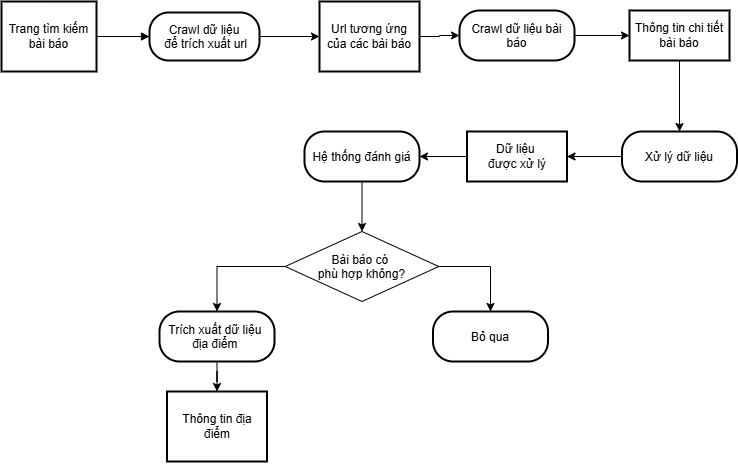 Trang tìm kiếm
bài báo
Crawl dữ liệu
để trích xuất url
Url tương ứng
của các bài báo
Crawl dữ liệu bài
báo
Thông tin chi tiết
bài báo
Hệ thống đánh giá
Dữ liệu
được xử lý
Xử lý dữ liệu
Bài báo có
phù hợp không?
Trích xuất dữ liệu
địa điểm
Bỏ qua
Thông tin địa
điểm